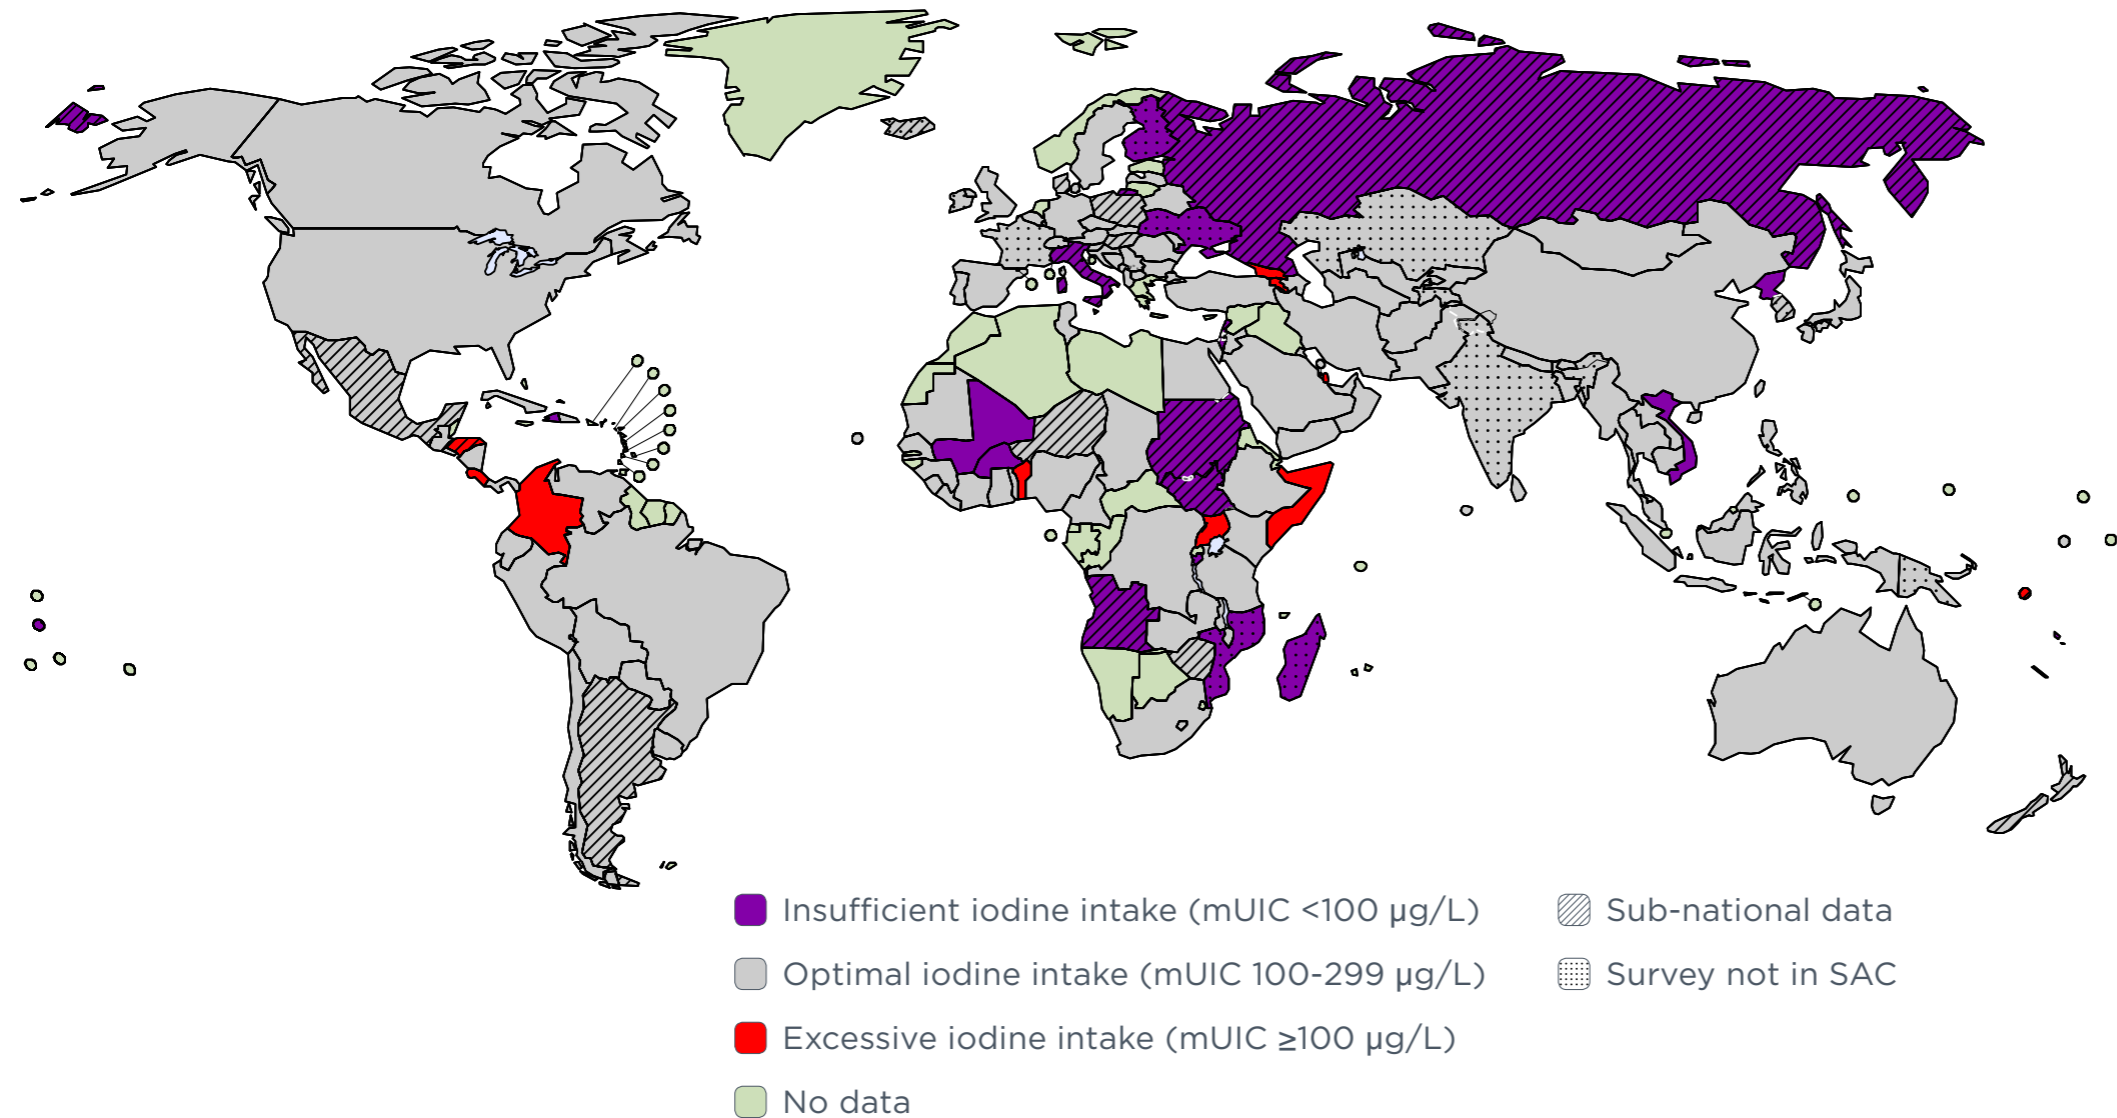 Insufficient iodine intake (mUIC <100 µg/L)
Optimal iodine intake (mUIC 100-299 µg/L)
Excessive iodine intake (mUIC ≥100 µg/L)
No data
Sub-national data
Survey not in SAC